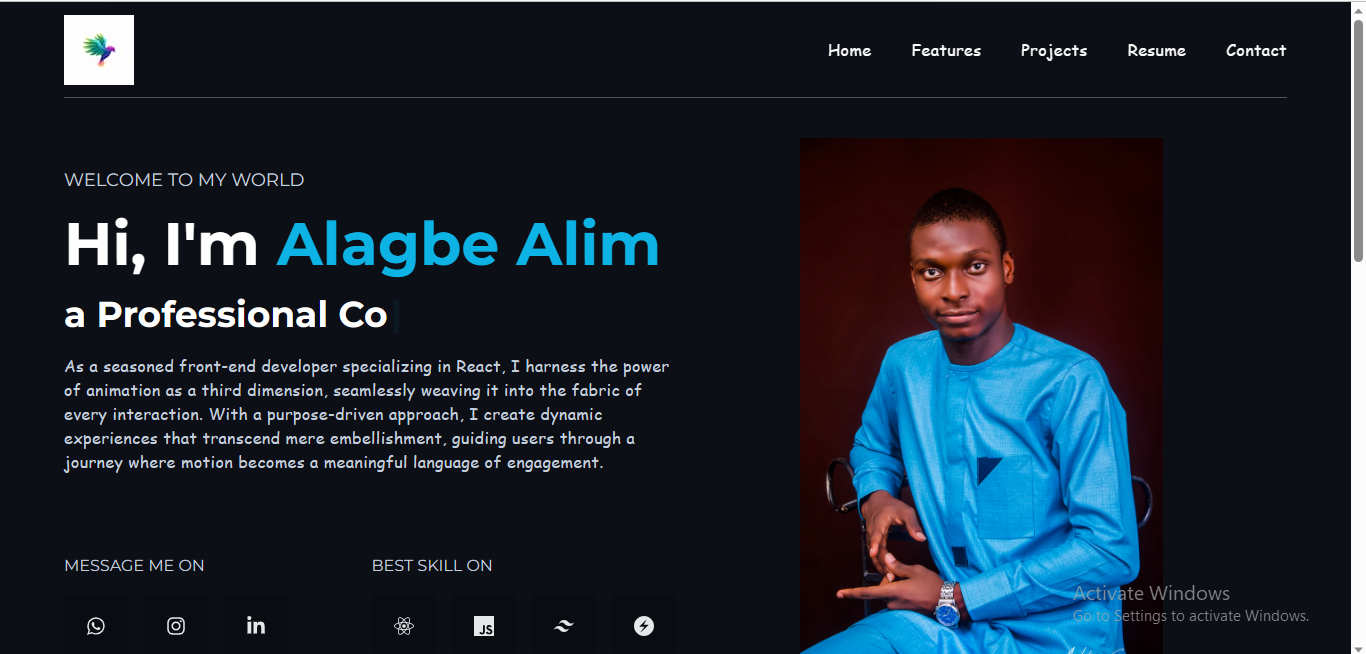 Home Features Projects Resume Contact
WELCOME TO MY WORLD
Hi, I'm Alagbe Alim
a Professional Co
As a seasoned front-end developer specializing in React, I harness the power
of animation as a third dimension, seamlessly weaving it into the fabric of
every interaction. With a purpose-driven approach, I create dynamic
experiences that transcend mere embellishment, guiding users through a
journey where motion becomes a meaningful language of engagement.
MESSAGE ME ON
BEST SKILL ON
in
JS
Activate Windows
Go to Settings to activate Windows.